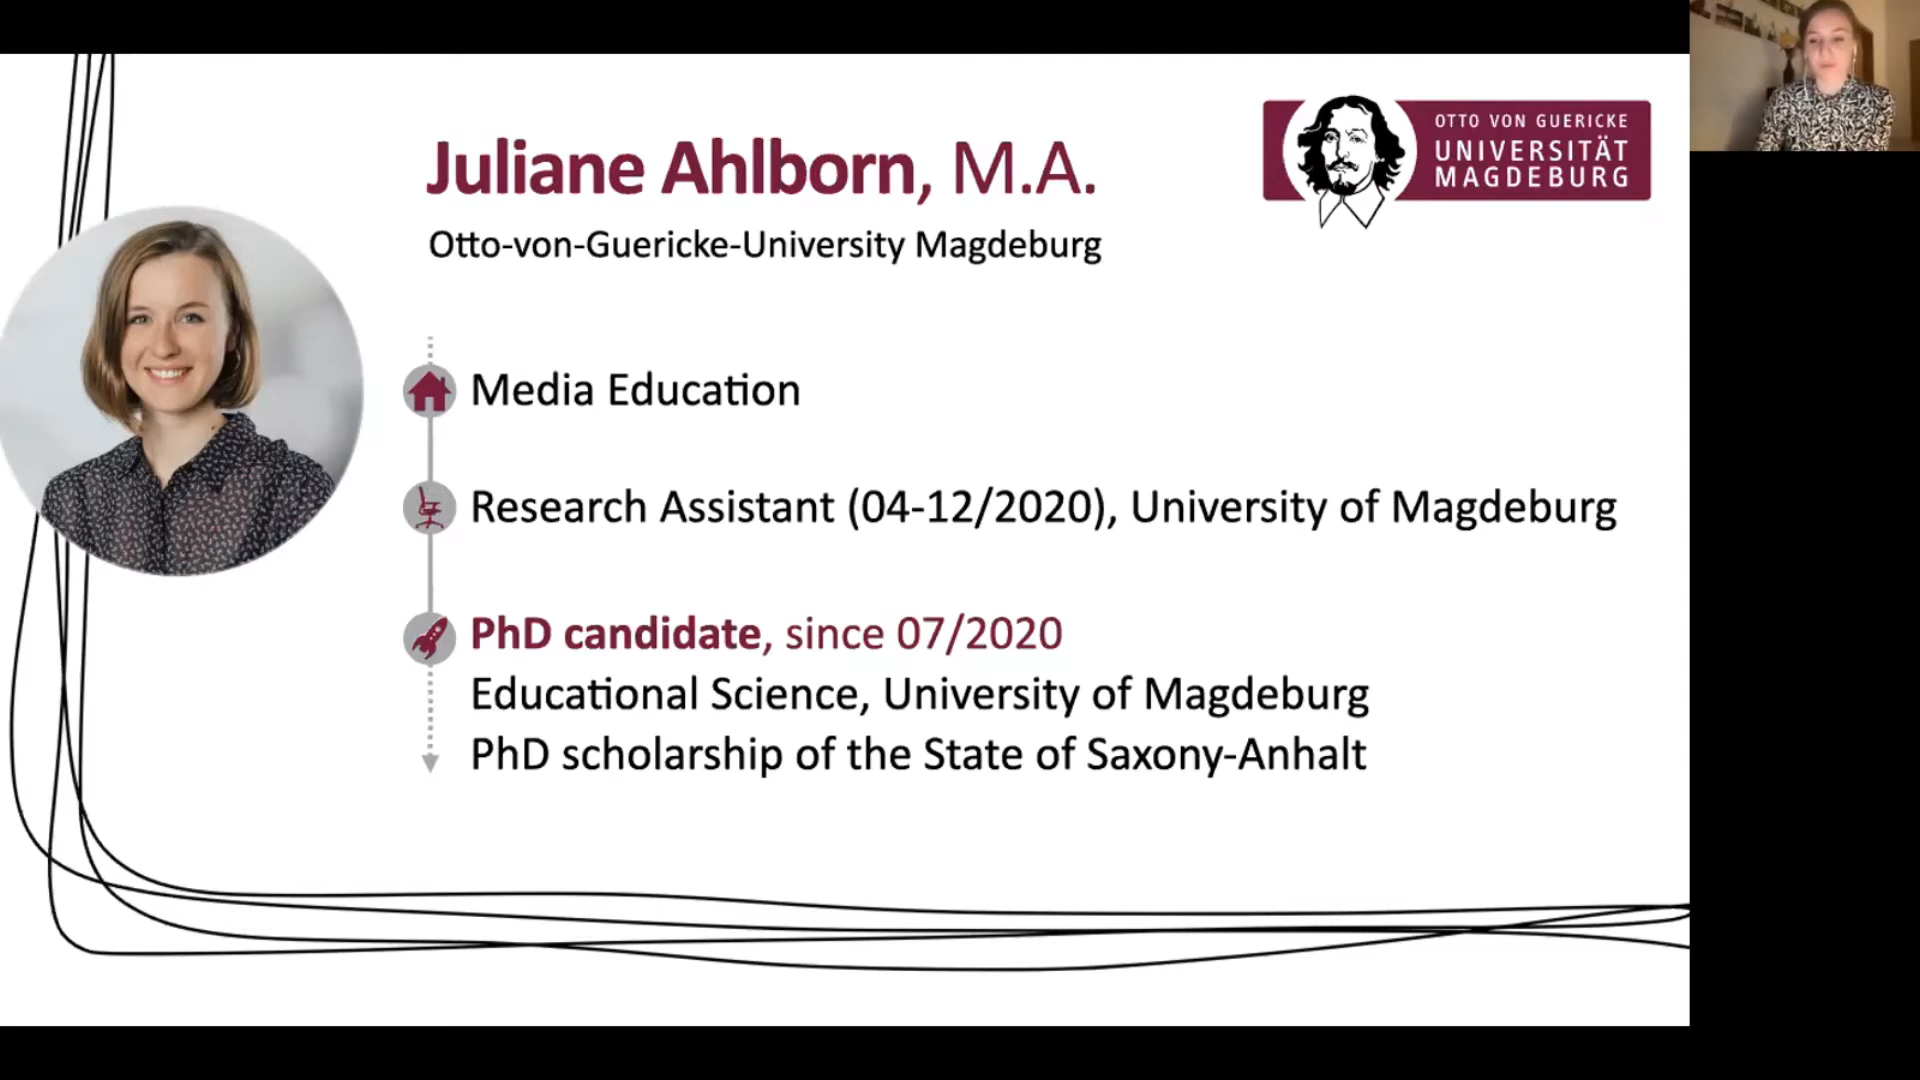 Juliane Ahlborn, M.A.
Otto-von-Guericke-University Magdeburg
OTTO VON GUERICKE
UNIVERSITÄT
MAGDEBURG
Media Education
Research Assistant (04-12/2020), University of Magdeburg
PhD candidate, since 07/2020
Educational Science, University of Magdeburg
PhD scholarship of the State of Saxony-Anhalt